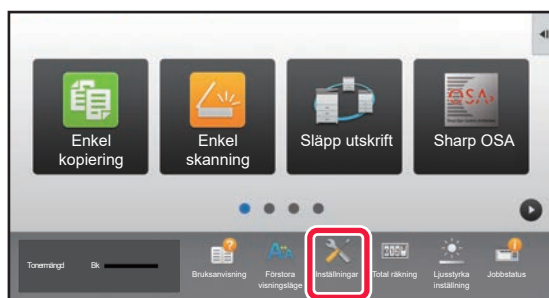 Enkel
kopiering
Enkel
skanning
Släpp utskrift
OSA
Sharp OSA
Tonermängd
Bk
Bruksanvisning
Förstora
visningsläge
Inställningar
Total räkning
Ljusstyrka
inställning
Jobbstatus